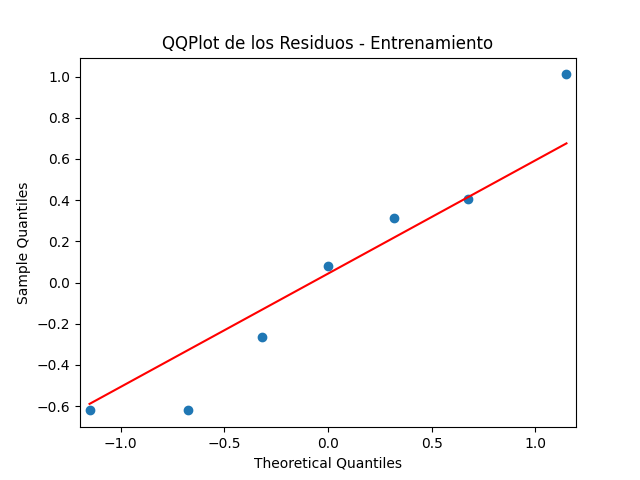 QQPlot de los Residuos - Entrenamiento
1.0
0.8
0.6
0.4
0.2
0.0
−0.2
−0.4
−0.6
Sample Quantiles
−1.0 −0.5 0.0 0.5 1.0
Theoretical Quantiles